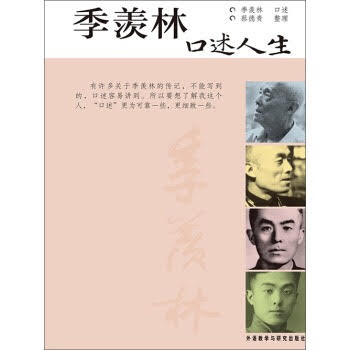 季羡林
口述人生
季羡林 口述
蔡德贵 整理
有许多关于季羡林的传记，不能写到
的，口述容易讲到。所以要想了解我这个
人，“口述”更为可靠一些，更细致一些。
季
羡
林
外语教学与研究出版社